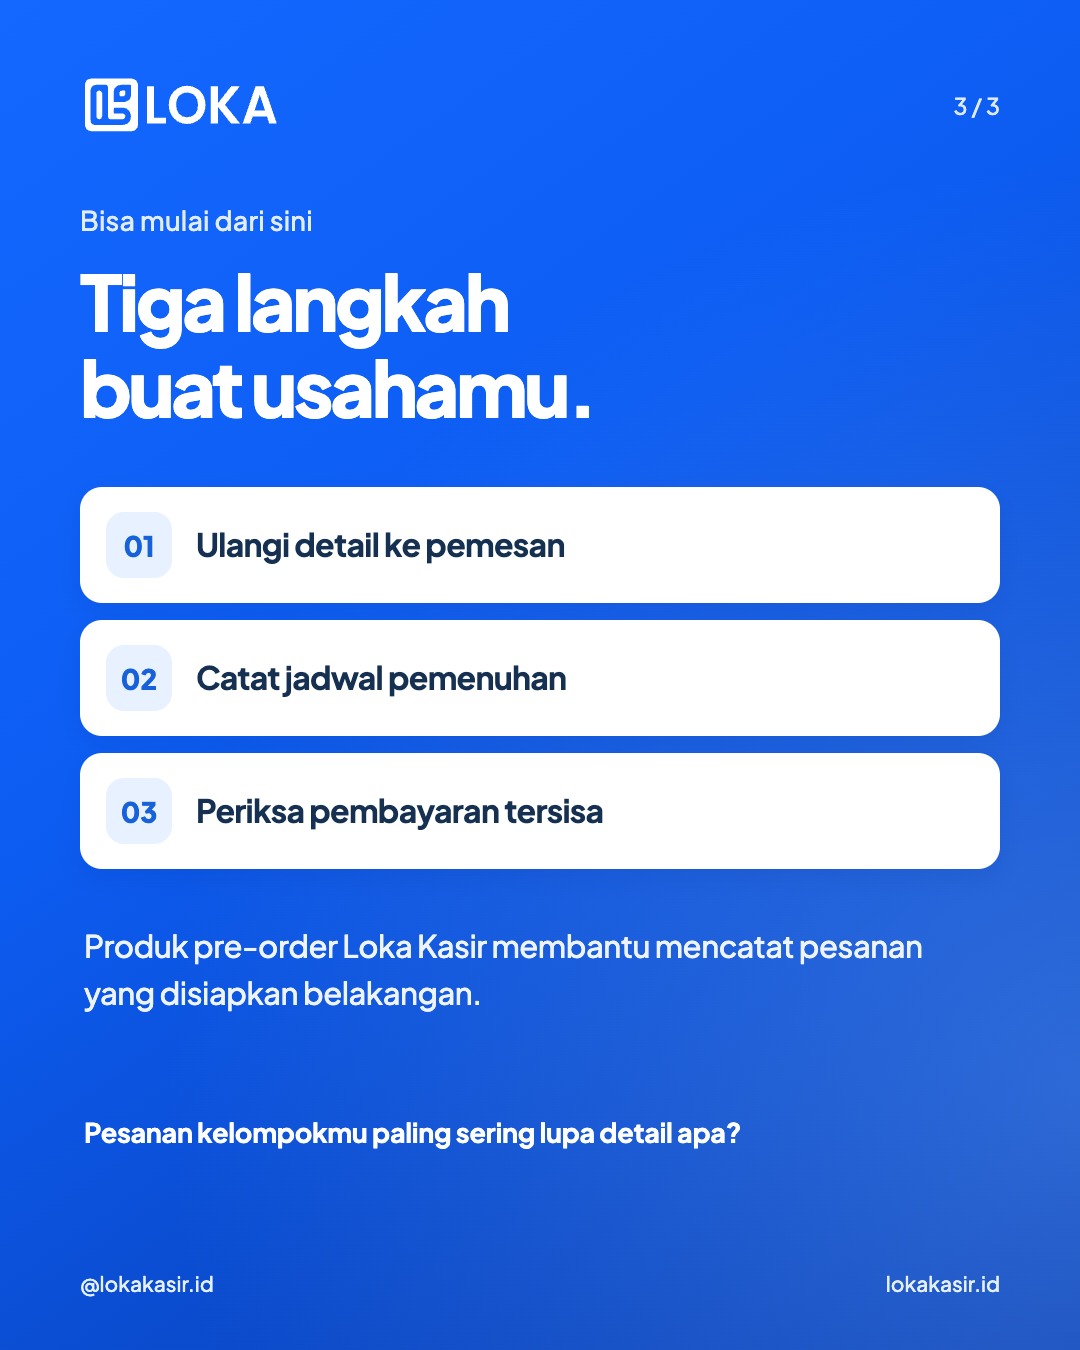 LOKA
3 / 3
Bisa mulai dari sini
Tiga langkah
buat usahamu.
01 Ulangi detail ke pemesan
02 Catat jadwal pemenuhan
03 Periksa pembayaran tersisa
Produk pre-order Loka Kasir membantu mencatat pesanan
yang disiapkan belakangan.
Pesanan kelompokmu paling sering lupa detail apa?
@lokakasir.id
lokakasir.id